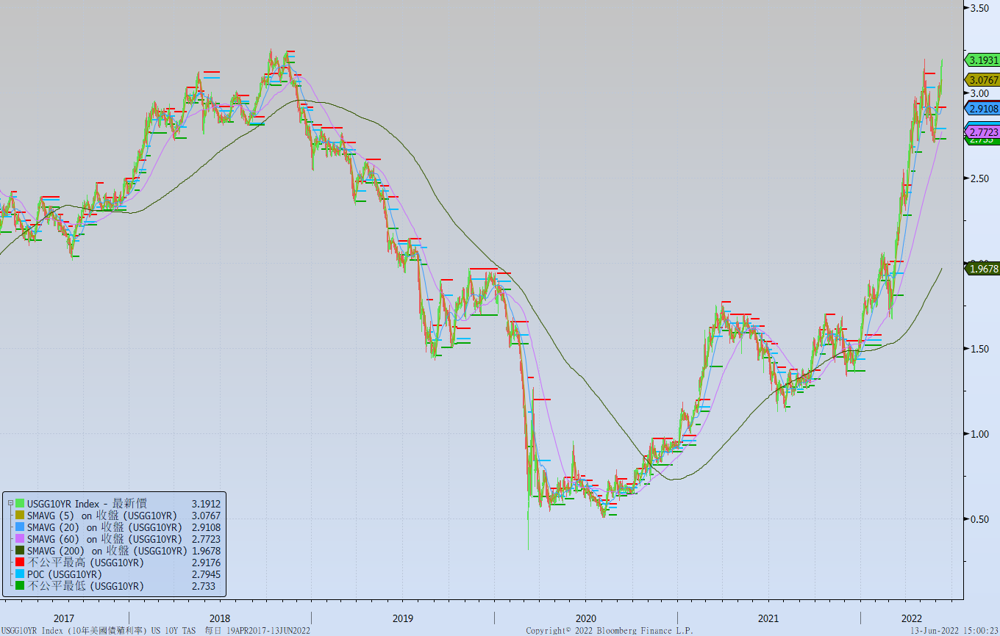 3.50
3.1931
3.0767
3.00
2.9108
2.7723
2.733
2.50
1.9678
1.50
1.00
0.50
USGG10YR Index - 最新價 3.1912
SMAVG (5) on 收盤 (USGG10YR) 3.0767
SMAVG (20) on 收盤 (USGG10YR) 2.9108
SMAVG (60) on 收盤 (USGG10YR) 2.7723
SMAVG (200) on 收盤 (USGG10YR) 1.9678
不公平最高 (USGG10YR) 2.9176
POC (USGG10YR) 2.7945
不公平最低 (USGG10YR) 2.733
2017 2018 2019 2020 2021 2022
USGG10YR Index (10年美國債殖利率) US 10Y TAS 每日 19APR2017-13JUN2022 Copyright© 2022 Bloomberg Finance L.P. 13-Jun-2022 15:00:23